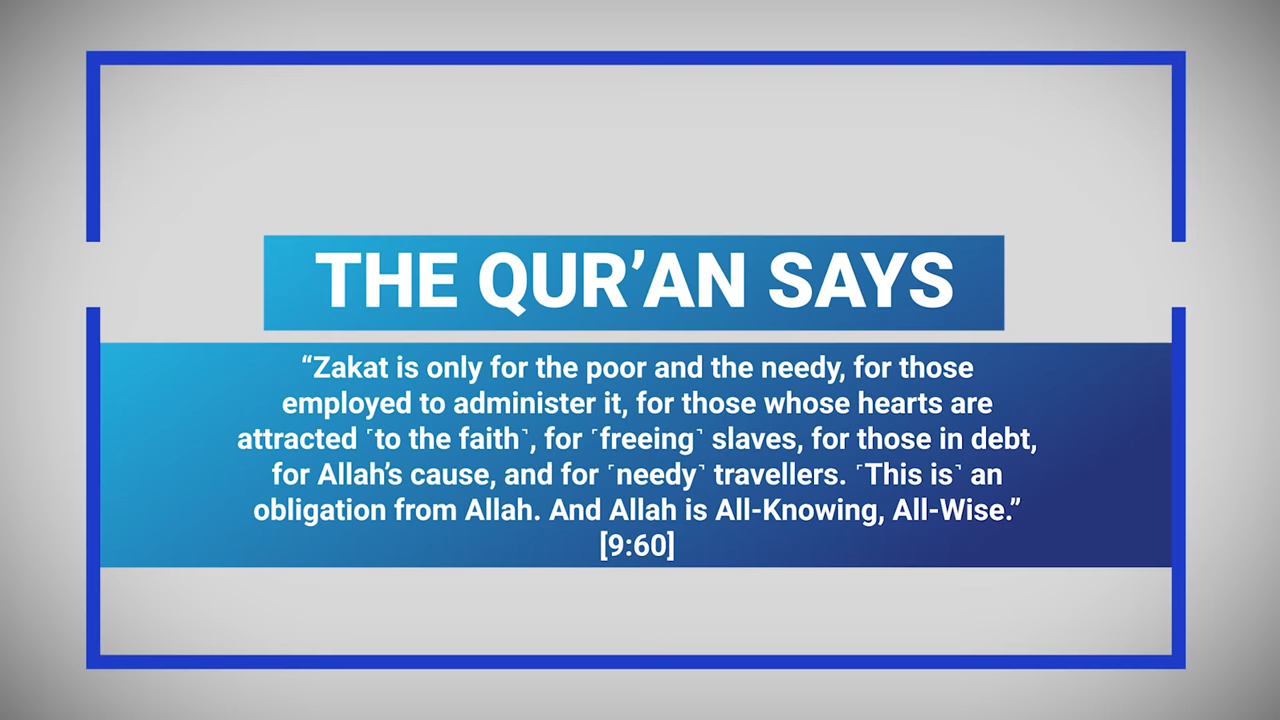 THE QUR’AN SAYS
“Zakat is only for the poor and the needy, for those
employed to administer it, for those whose hearts are
attracted ˹to the faith˺, for ˹freeing˺ slaves, for those in debt,
for Allah’s cause, and for ˹needy˺ travellers. ˹This is˺ an
obligation from Allah. And Allah is All-Knowing, All-Wise.”
[9:60]